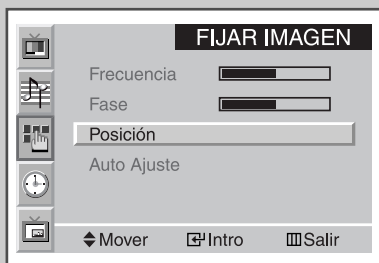 FIJAR IMAGEN
Frecuencia
Fase
Posición
Auto Ajuste
Mover Intro Salir